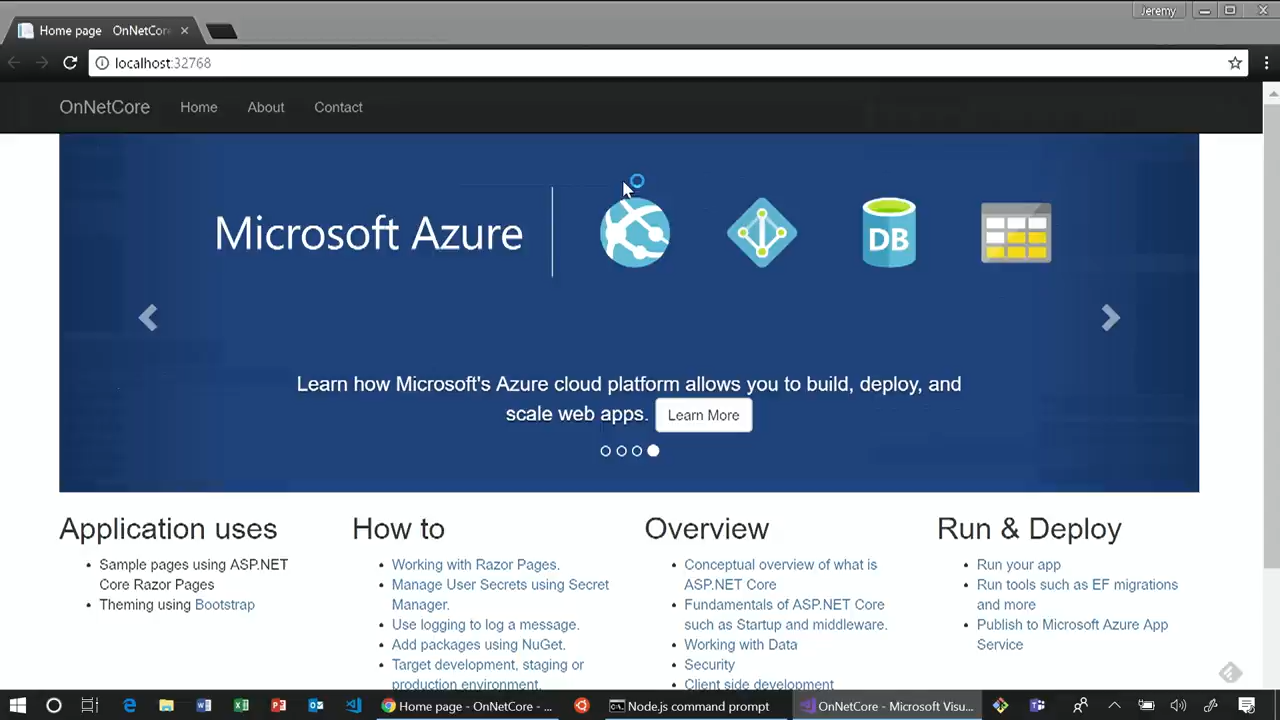 Jeremy
Home page OnNetCor
localhost:32768
OnNetCore Home About Contact
Microsoft Azure
DB
Learn how Microsoft's Azure cloud platform allows you to build, deploy, and
scale web apps. Learn More
Application uses
Sample pages using ASP.NET
Core Razor Pages
Theming using Bootstrap
How to
Working with Razor Pages.
Manage User Secrets using Secret
Manager.
Use logging to log a message.
Add packages using NuGet.
Target development, staging or
production environment.
Overview
Conceptual overview of what is
ASP.NET Core
Fundamentals of ASP.NET Core
such as Startup and middleware.
Working with Data
Security
Client side development
Run & Deploy
Run your app
Run tools such as EF migrations
and more
Publish to Microsoft Azure App
Service
Home page - OnNetCore - ... Node.js command prompt OnNetCore - Microsoft Visu...